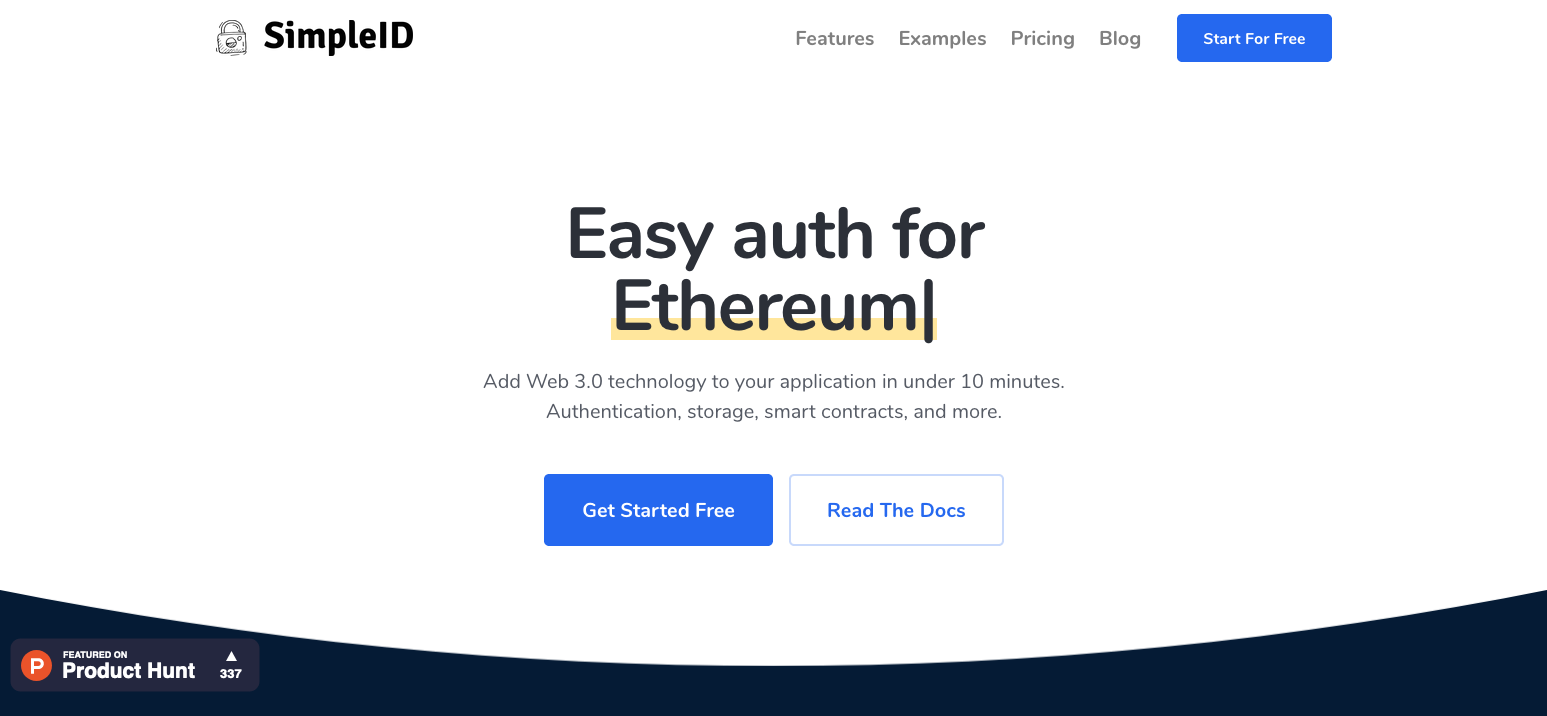 SimpleID
Features Examples Pricing Blog Start For Free
Easy auth for
Ethereum|
Add Web 3.0 technology to your application in under 10 minutes.
Authentication, storage, smart contracts, and more.
Get Started Free Read The Docs
P FEATURED ON
Product Hunt
▲
337